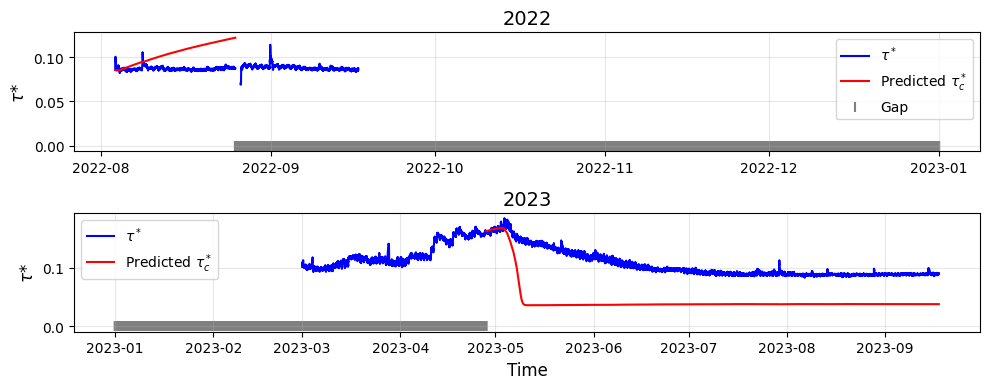 2022
τ*
0.10
0.05
0.00
τ*
Predicted τ*c
Gap
2022-08
2022-09
2022-10
2022-11
2022-12
2023-01
2023
τ*
0.1
0.0
τ*
Predicted τ*c
2023-01
2023-02
2023-03
2023-04
2023-05
2023-06
2023-07
2023-08
2023-09
Time